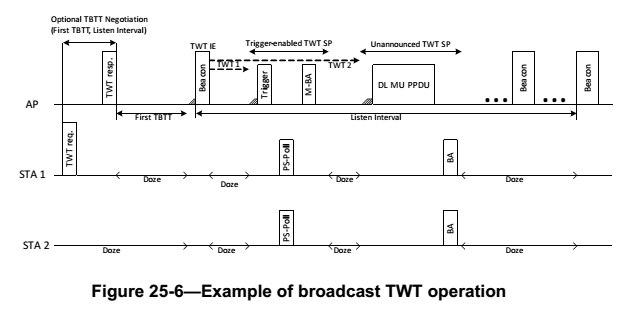 Optional TBTT Negotiation
(First TBTT, Listen Interval)
TWT IE
Trigger-enabled TWT SP
Unannounced TWT SP
TWT 1
TWT 2
TWT resp.
Beacon
Trigger
M-BA
DL MU PPDU
Beacon
Beacon
AP
First TBTT
Listen Interval
TWT req.
PS-Poll
BA
STA 1
Doze
Doze
Doze
Doze
PS-Poll
BA
STA 2
Doze
Doze
Doze
Doze
Figure 25-6—Example of broadcast TWT operation